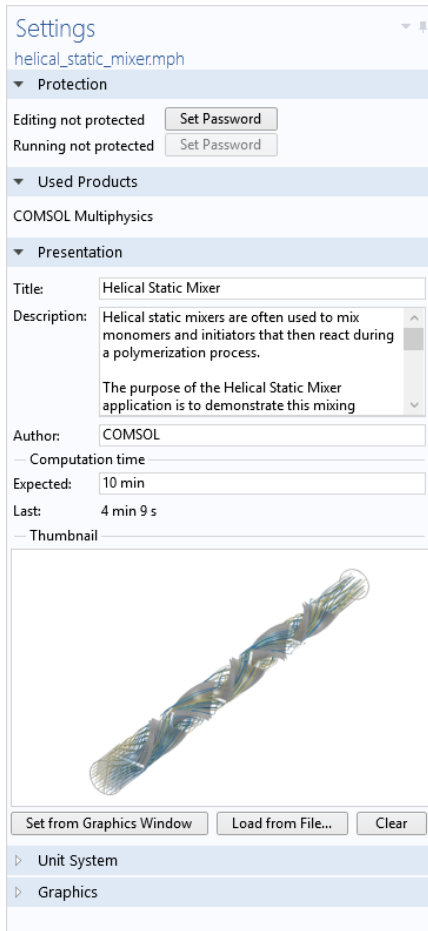 Settings
helical_static_mixer.mph
Protection
Editing not protected Set Password
Running not protected Set Password
Used Products
COMSOL Multiphysics
Presentation
Title: Helical Static Mixer
Description: Helical static mixers are often used to mix
monomers and initiators that then react during
a polymerization process.
The purpose of the Helical Static Mixer
application is to demonstrate this mixing
Author: COMSOL
Computation time
Expected: 10 min
Last: 4 min 9 s
Thumbnail
Set from Graphics Window Load from File... Clear
Unit System
Graphics